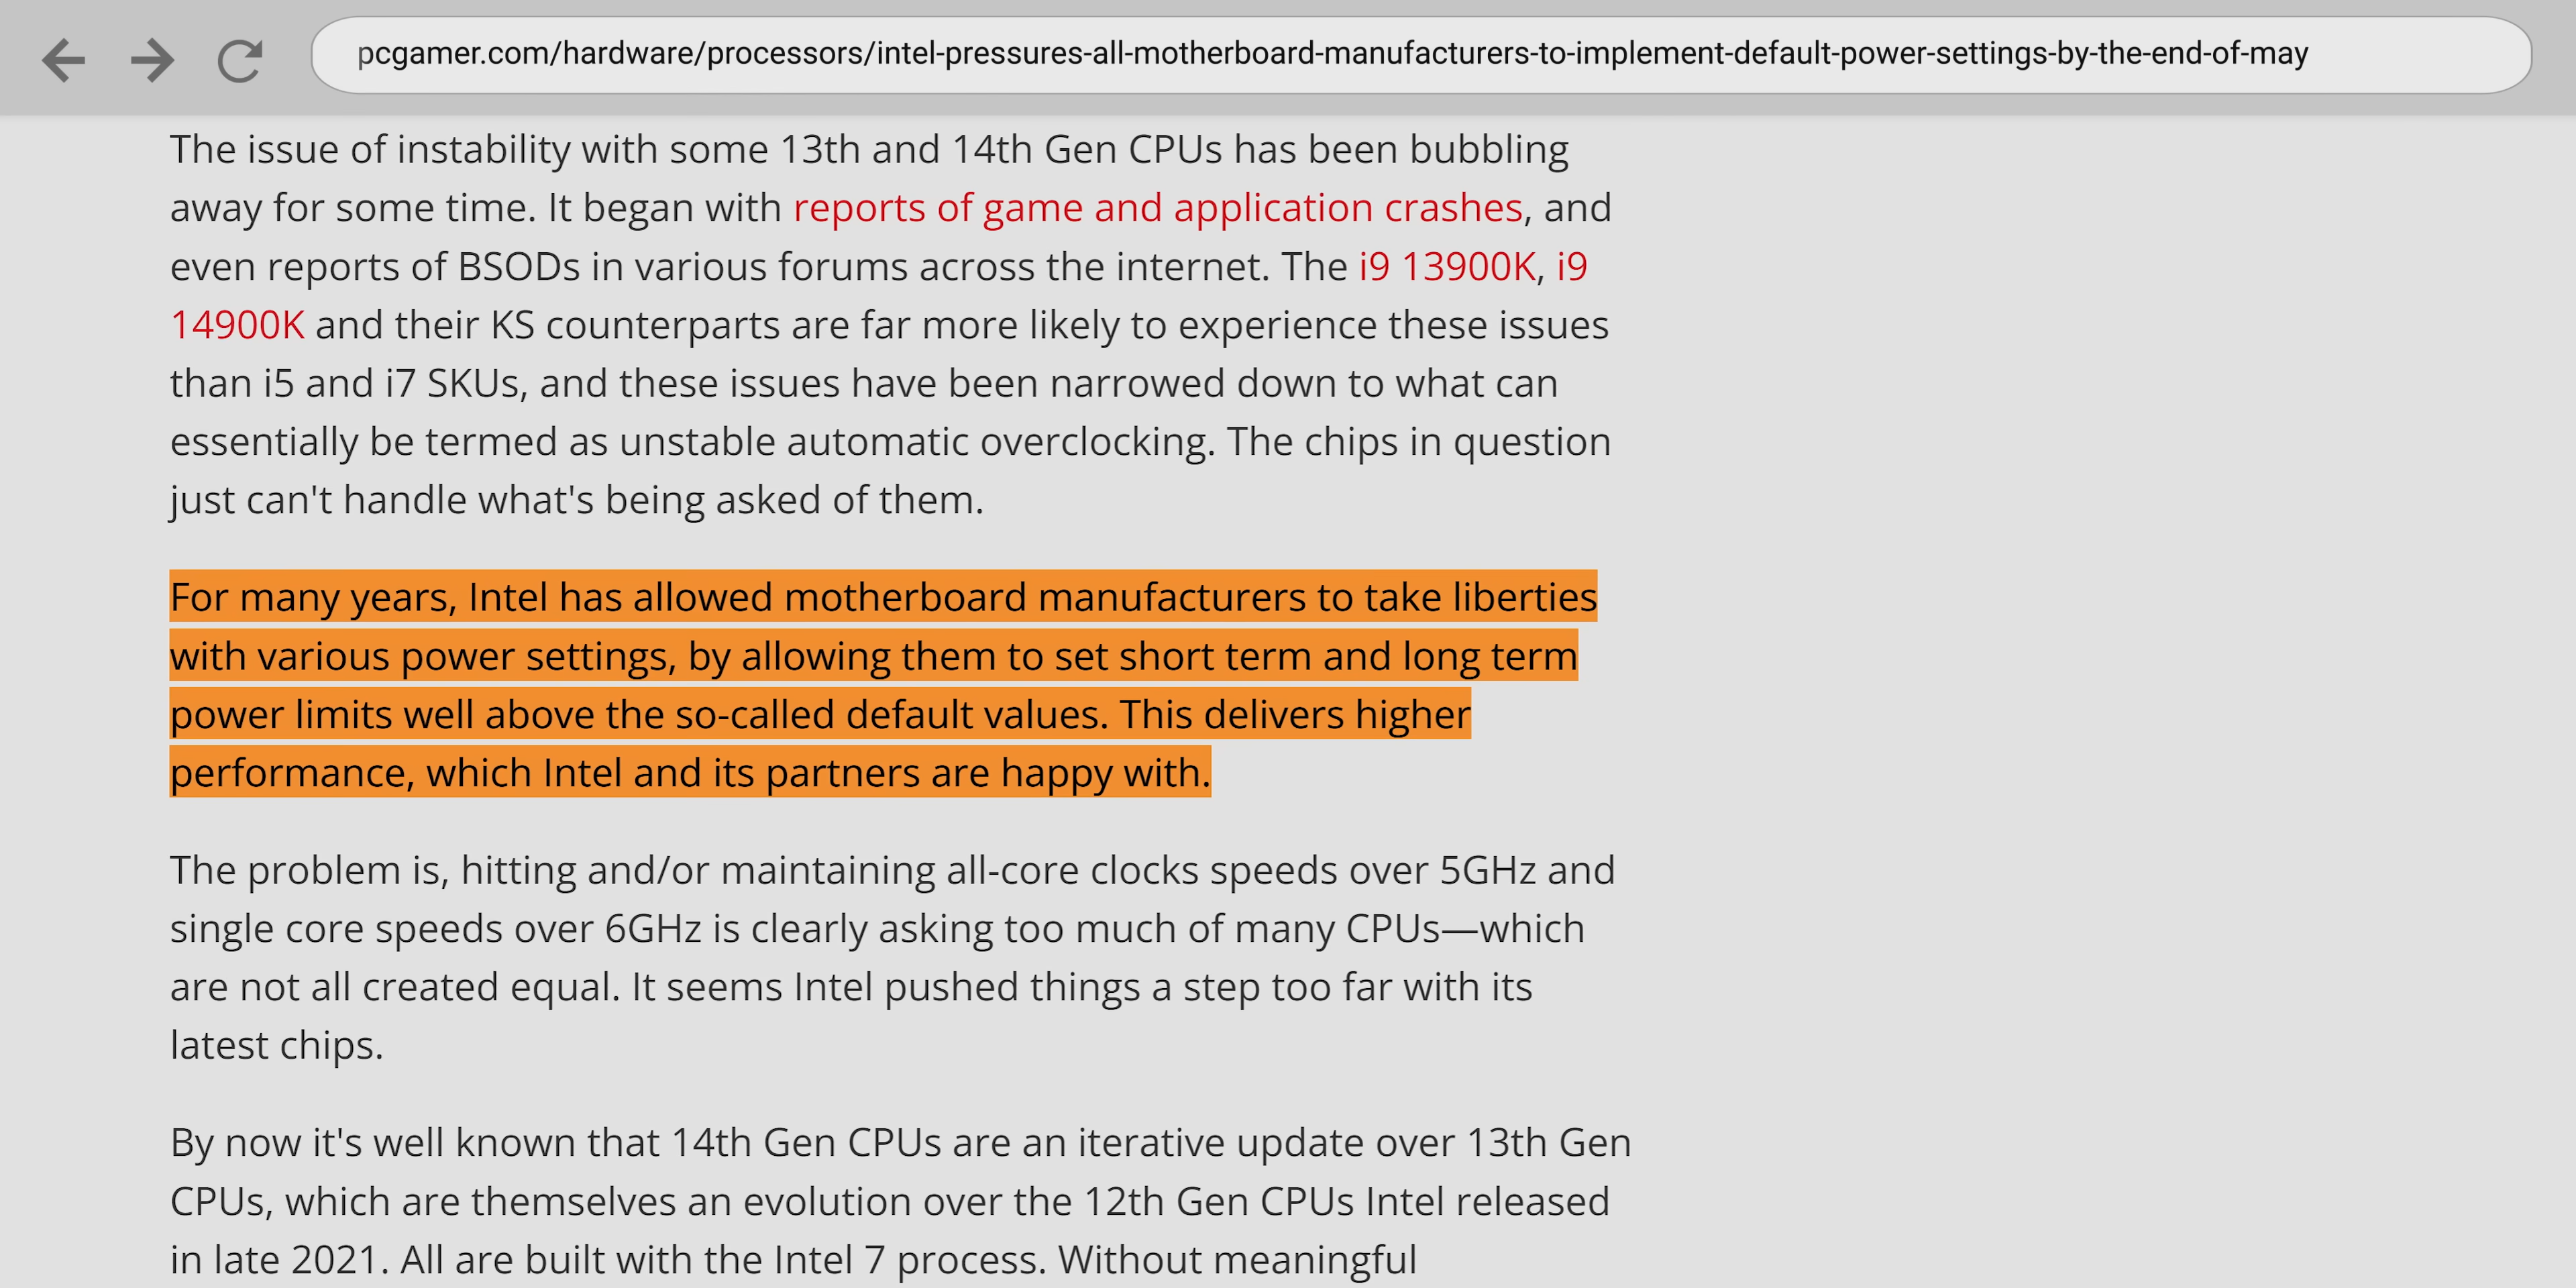 pcgamer.com/hardware/processors/intel-pressures-all-motherboard-manufacturers-to-implement-default-power-settings-by-the-end-of-may
The issue of instability with some 13th and 14th Gen CPUs has been bubbling
away for some time. It began with reports of game and application crashes, and
even reports of BSODs in various forums across the internet. The i9 13900K, i9
14900K and their KS counterparts are far more likely to experience these issues
than i5 and i7 SKUs, and these issues have been narrowed down to what can
essentially be termed as unstable automatic overclocking. The chips in question
just can't handle what's being asked of them.
For many years, Intel has allowed motherboard manufacturers to take liberties
with various power settings, by allowing them to set short term and long term
power limits well above the so-called default values. This delivers higher
performance, which Intel and its partners are happy with.
The problem is, hitting and/or maintaining all-core clocks speeds over 5GHz and
single core speeds over 6GHz is clearly asking too much of many CPUs—which
are not all created equal. It seems Intel pushed things a step too far with its
latest chips.
By now it's well known that 14th Gen CPUs are an iterative update over 13th Gen
CPUs, which are themselves an evolution over the 12th Gen CPUs Intel released
in late 2021. All are built with the Intel 7 process. Without meaningful